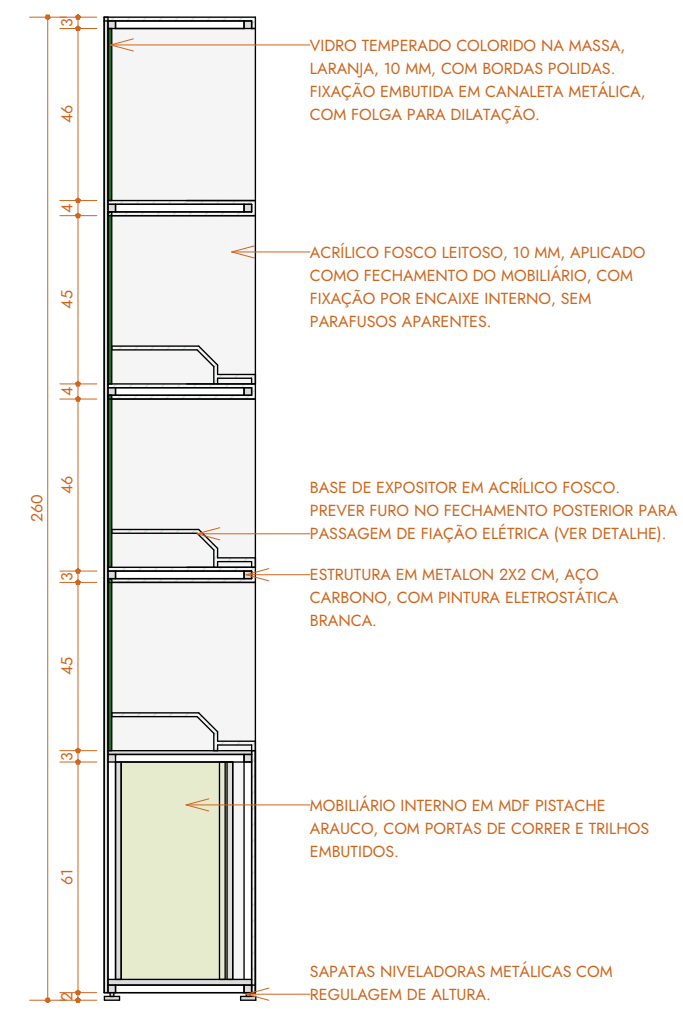 3
VIDRO TEMPERADO COLORIDO NA MASSA,
LARANJA, 10 MM, COM BORDAS POLIDAS.
FIXAÇÃO EMBUTIDA EM CANALETA METÁLICA,
COM FOLGA PARA DILATAÇÃO.
46
4
ACRÍLICO FOSCO LEITOSO, 10 MM, APLICADO
COMO FECHAMENTO DO MOBILIÁRIO, COM
FIXAÇÃO POR ENCAIXE INTERNO, SEM
PARAFUSOS APARENTES.
45
4
BASE DE EXPOSITOR EM ACRÍLICO FOSCO.
PREVER FURO NO FECHAMENTO POSTERIOR PARA
PASSAGEM DE FIAÇÃO ELÉTRICA (VER DETALHE).
46
260
3
ESTRUTURA EM METALON 2X2 CM, AÇO
CARBONO, COM PINTURA ELETROSTÁTICA
BRANCA.
45
3
MOBILIÁRIO INTERNO EM MDF PISTACHE
ARAUCO, COM PORTAS DE CORRER E TRILHOS
EMBUTIDOS.
61
SAPATAS NIVELADORAS METÁLICAS COM
REGULAGEM DE ALTURA.
2